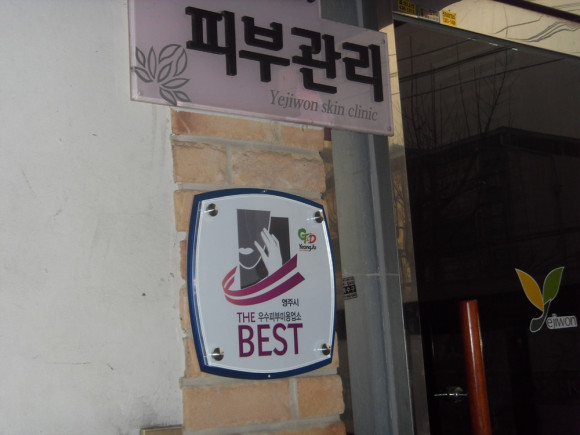 피부관리
Yejiwon skin clinic
YeongJu
영주시
THE 우수피부미용업소
BEST
yejiwon